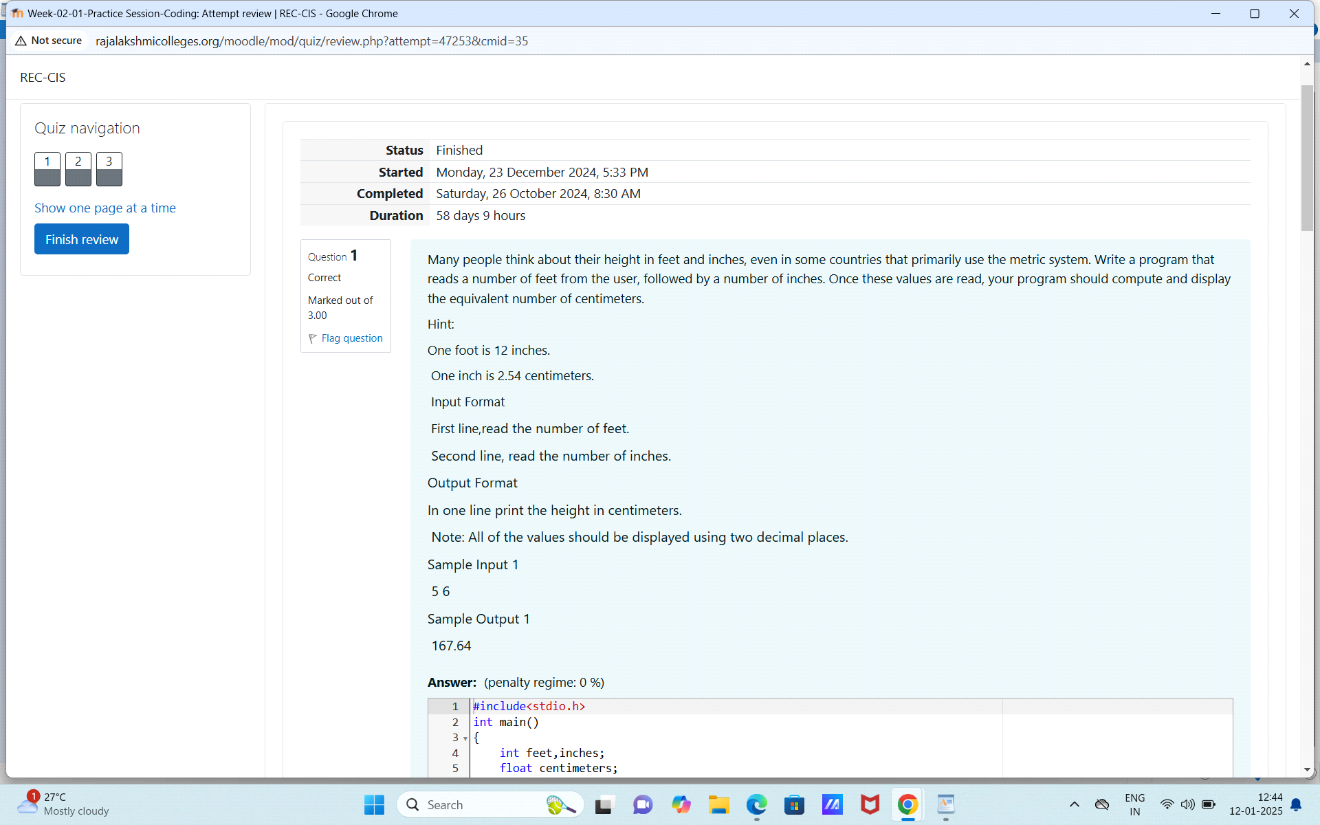 Week-02-01-Practice Session-Coding: Attempt review | REC-CIS - Google Chrome
Not secure rajalakshmicolleges.org/moodle/mod/quiz/review.php?attempt=47253&cmid=35
REC-CIS
Quiz navigation
1 2 3
Show one page at a time
Finish review
Status Finished
Started Monday, 23 December 2024, 5:33 PM
Completed Saturday, 26 October 2024, 8:30 AM
Duration 58 days 9 hours
Question 1
Correct
Marked out of
3.00
Flag question
Many people think about their height in feet and inches, even in some countries that primarily use the metric system. Write a program that
reads a number of feet from the user, followed by a number of inches. Once these values are read, your program should compute and display
the equivalent number of centimeters.
Hint:
One foot is 12 inches.
One inch is 2.54 centimeters.
Input Format
First line,read the number of feet.
Second line, read the number of inches.
Output Format
In one line print the height in centimeters.
Note: All of the values should be displayed using two decimal places.
Sample Input 1
5 6
Sample Output 1
167.64
Answer: (penalty regime: 0 %)
1 #include<stdio.h>
2 int main()
3 {
4 int feet,inches;
5 float centimeters;
1
27°C
Mostly cloudy
Search
ENG
IN
12:44
12-01-2025